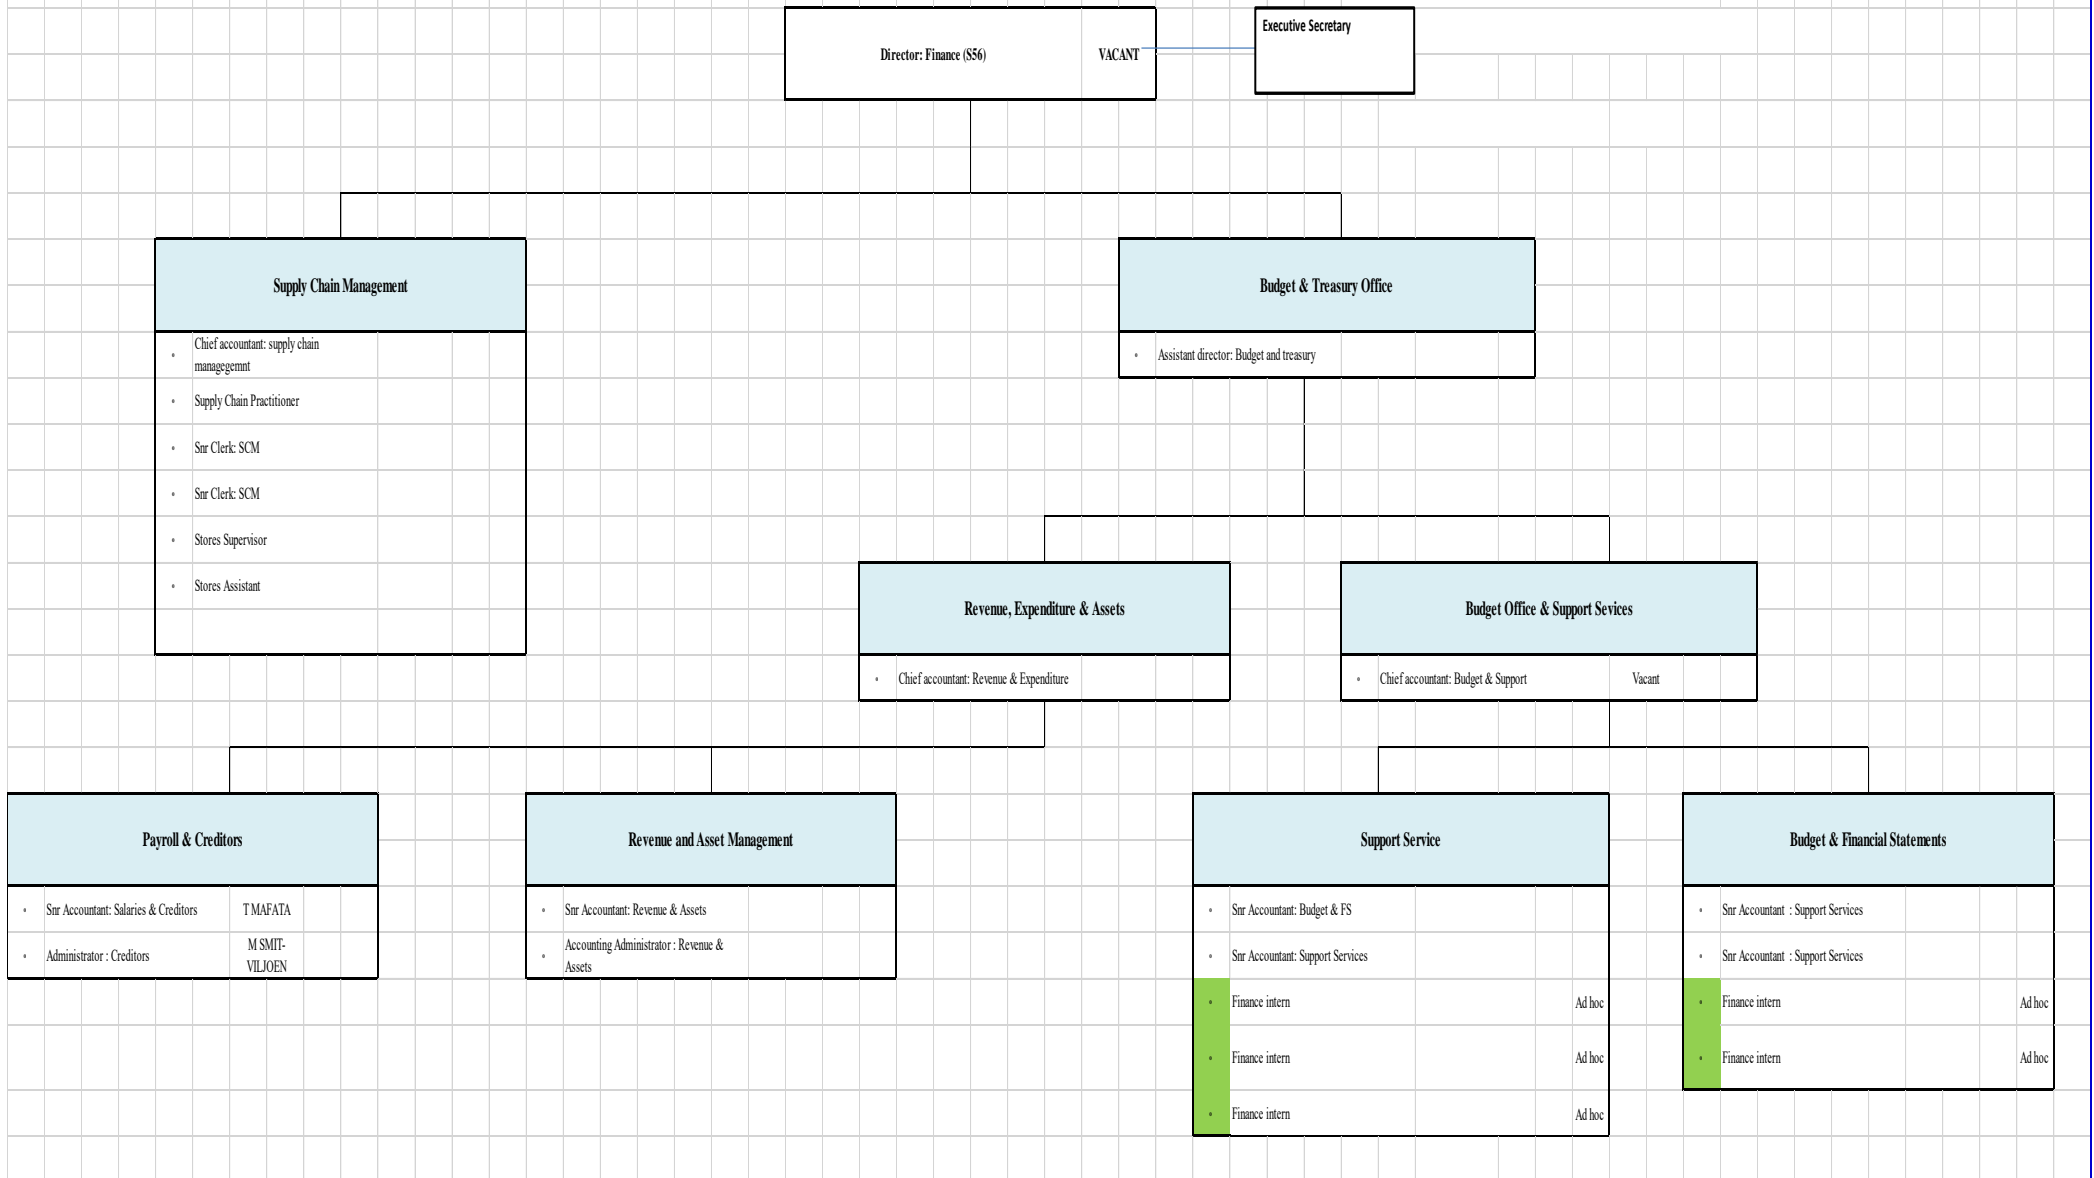 Director: Finance (S56) VACANT
Executive Secretary
Supply Chain Management
Chief accountant: supply chain
managegemnt
Supply Chain Practitioner
Snr Clerk: SCM
Snr Clerk: SCM
Stores Supervisor
Stores Assistant
Budget & Treasury Office
Assistant director: Budget and treasury
Revenue, Expenditure & Assets
Chief accountant: Revenue & Expenditure
Budget Office & Support Sevices
Chief accountant: Budget & Support Vacant
Payroll & Creditors
Snr Accountant: Salaries & Creditors T MAFATA
Administrator : Creditors M SMIT-
VILJOEN
Revenue and Asset Management
Snr Accountant: Revenue & Assets
Accounting Administrator : Revenue &
Assets
Support Service
Snr Accountant: Budget & FS
Snr Accountant: Support Services
Finance intern Ad hoc
Finance intern Ad hoc
Finance intern Ad hoc
Budget & Financial Statements
Snr Accountant : Support Services
Snr Accountant : Support Services
Finance intern Ad hoc
Finance intern Ad hoc